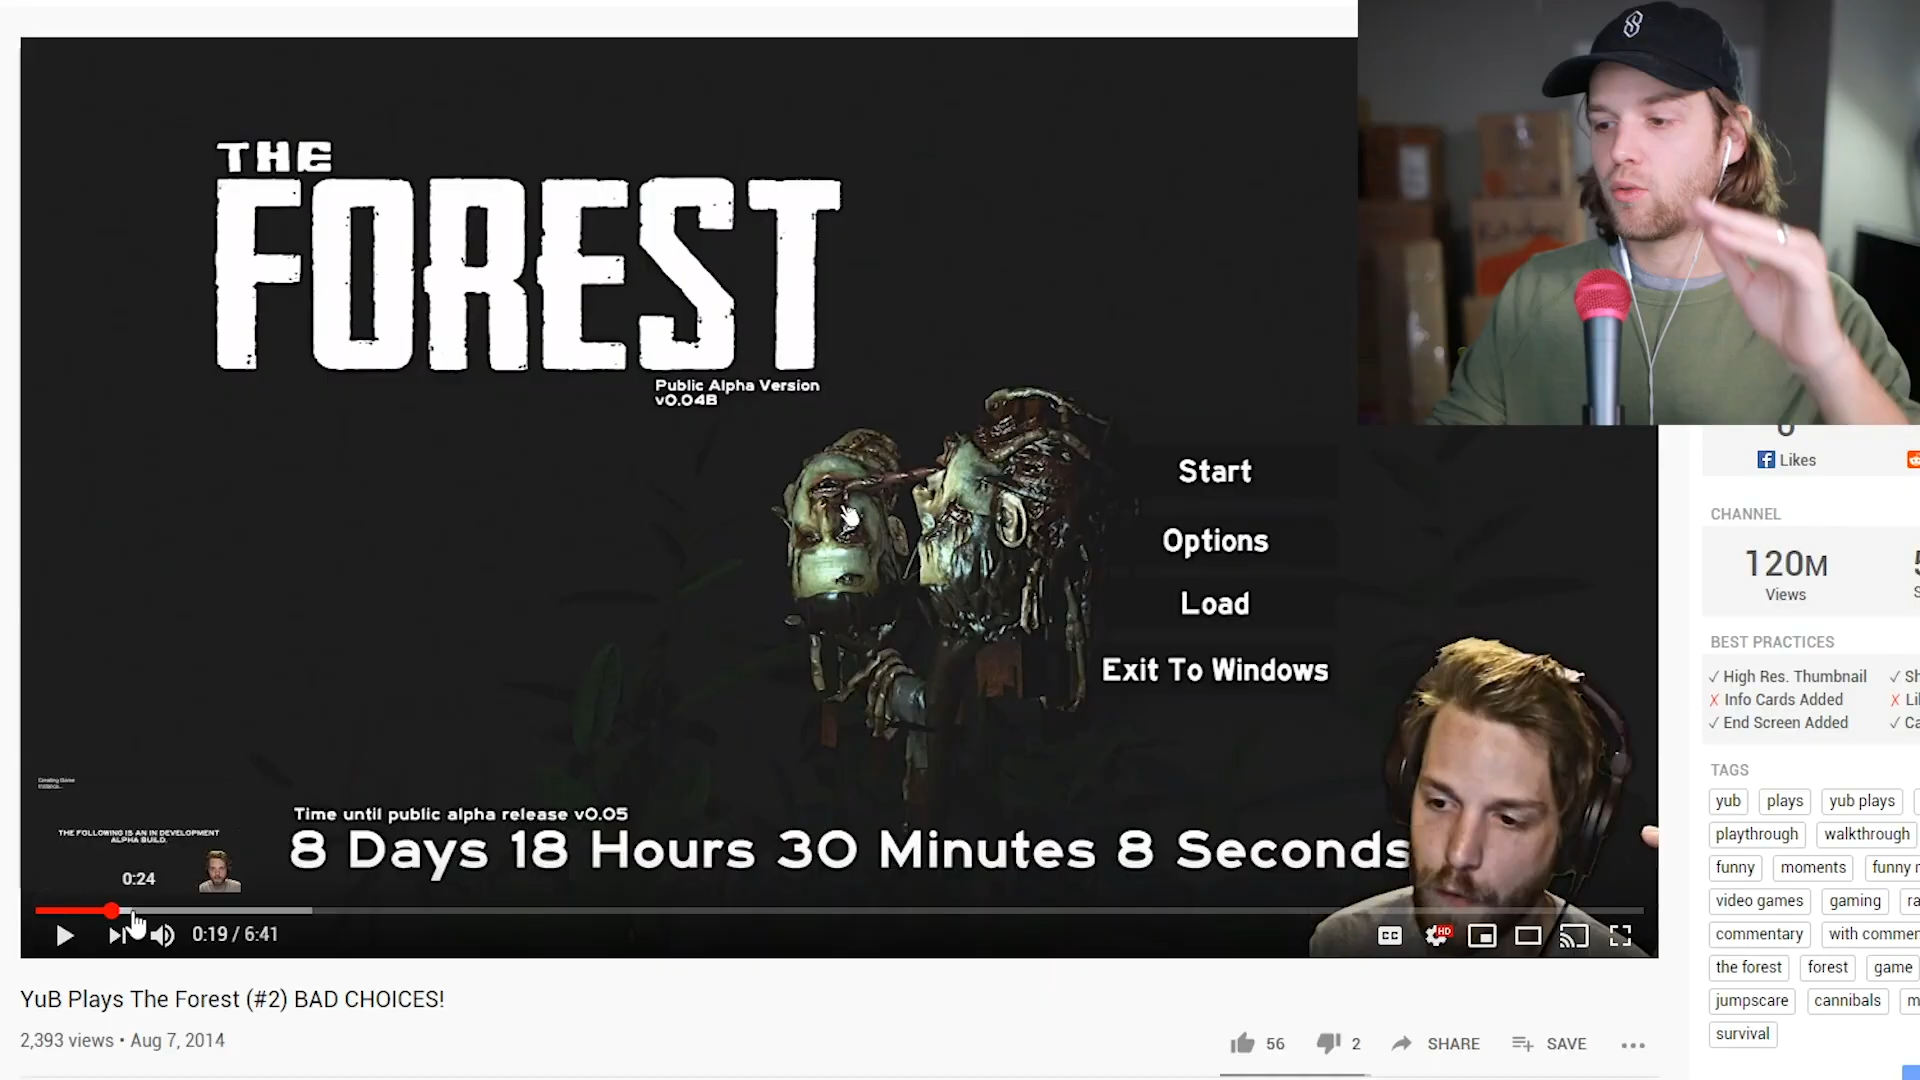 THE
FOREST
Public Alpha Version
v0.04B
Start
Options
Load
Exit To Windows
THE FOLLOWING IS AN IN DEVELOPMENT
ALPHA BUILD.
0:24
Time until public alpha release v0.05
8 Days 18 Hours 30 Minutes 8 Seconds
0:19 / 6:41
CC
HD
YuB Plays The Forest (#2) BAD CHOICES!
2,393 views • Aug 7, 2014
56
2
SHARE
SAVE
Likes
CHANNEL
120M
Views
BEST PRACTICES
✓ High Res. Thumbnail
✗ Info Cards Added
✓ End Screen Added
TAGS
yub plays yub plays
playthrough walkthrough
funny moments funny
video games gaming
commentary
the forest forest game
jumpscare cannibals
survival